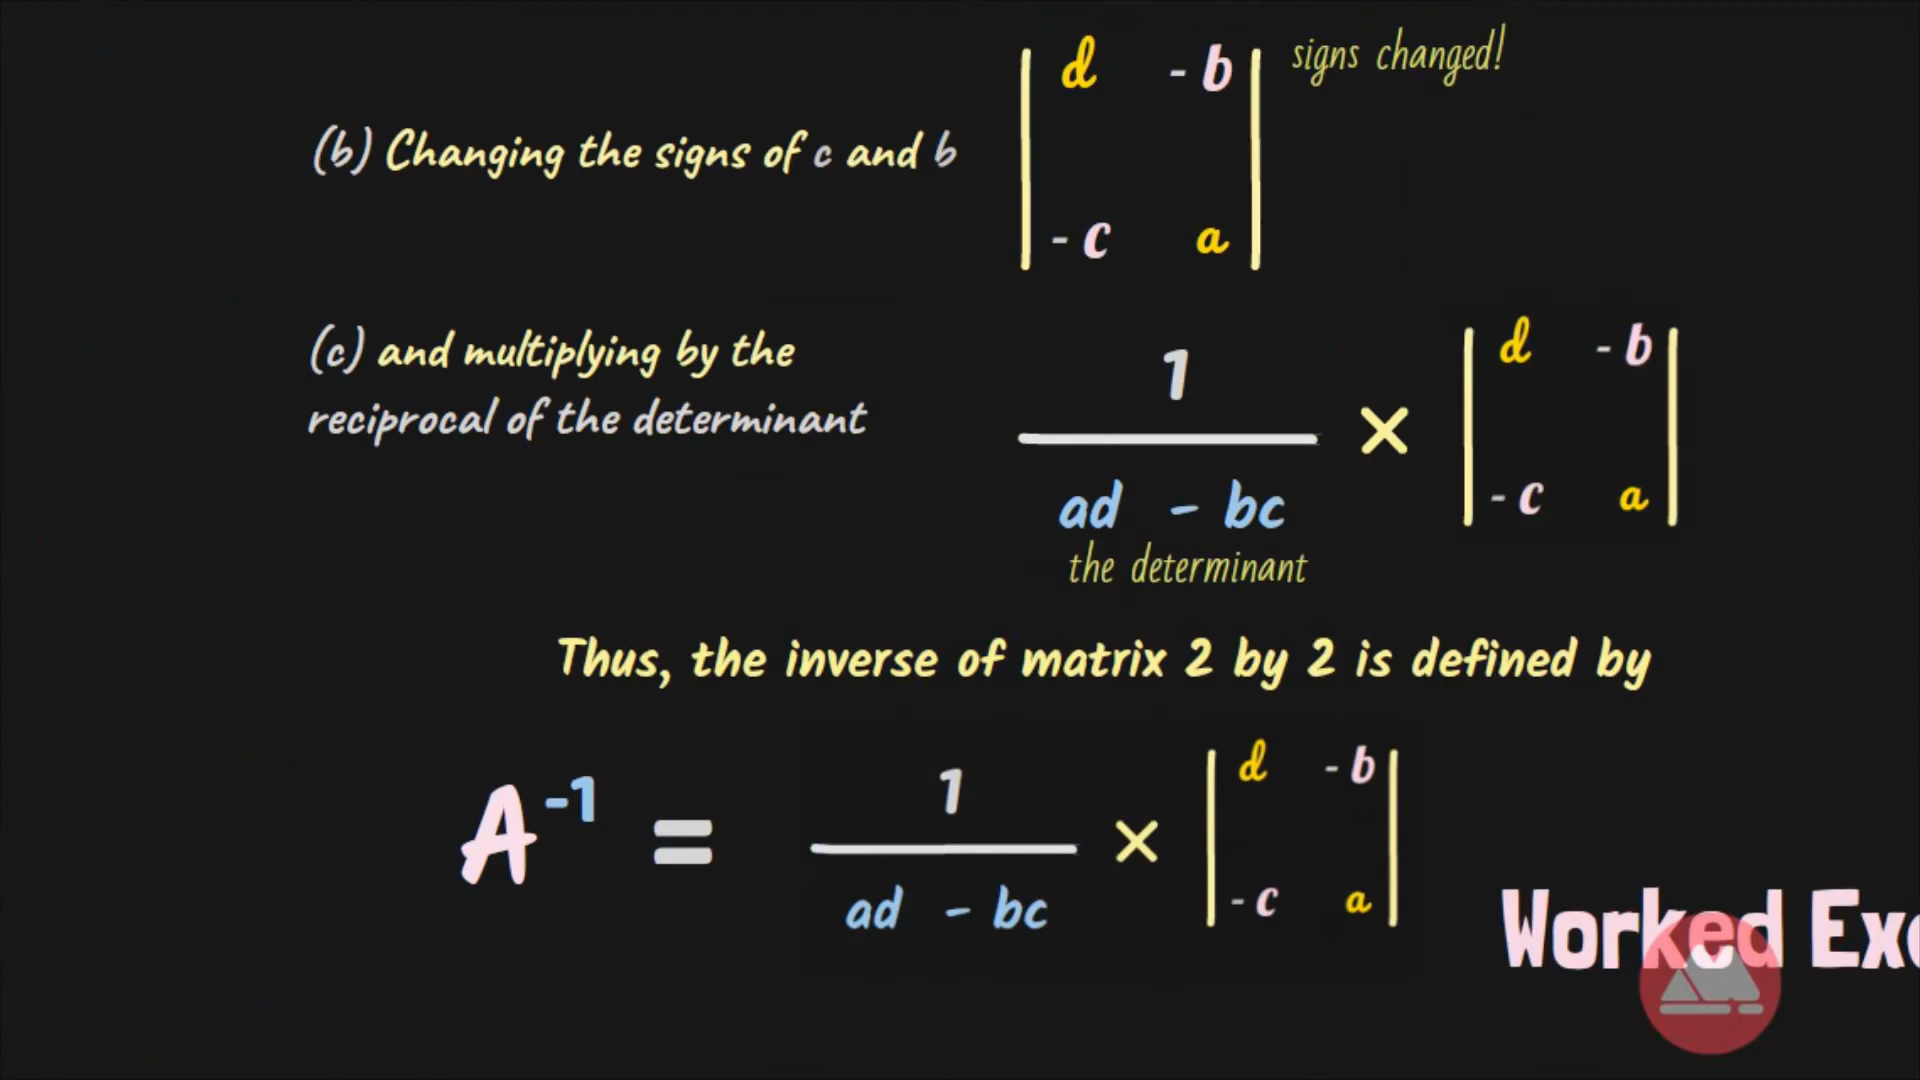 d - b signs changed!
(b) Changing the signs of c and b
- c a
(c) and multiplying by the
reciprocal of the determinant
1 × d - b
ad - bc - c a
the determinant
Thus, the inverse of matrix 2 by 2 is defined by
A⁻¹ = 1 × d - b
ad - bc - c a
Worked